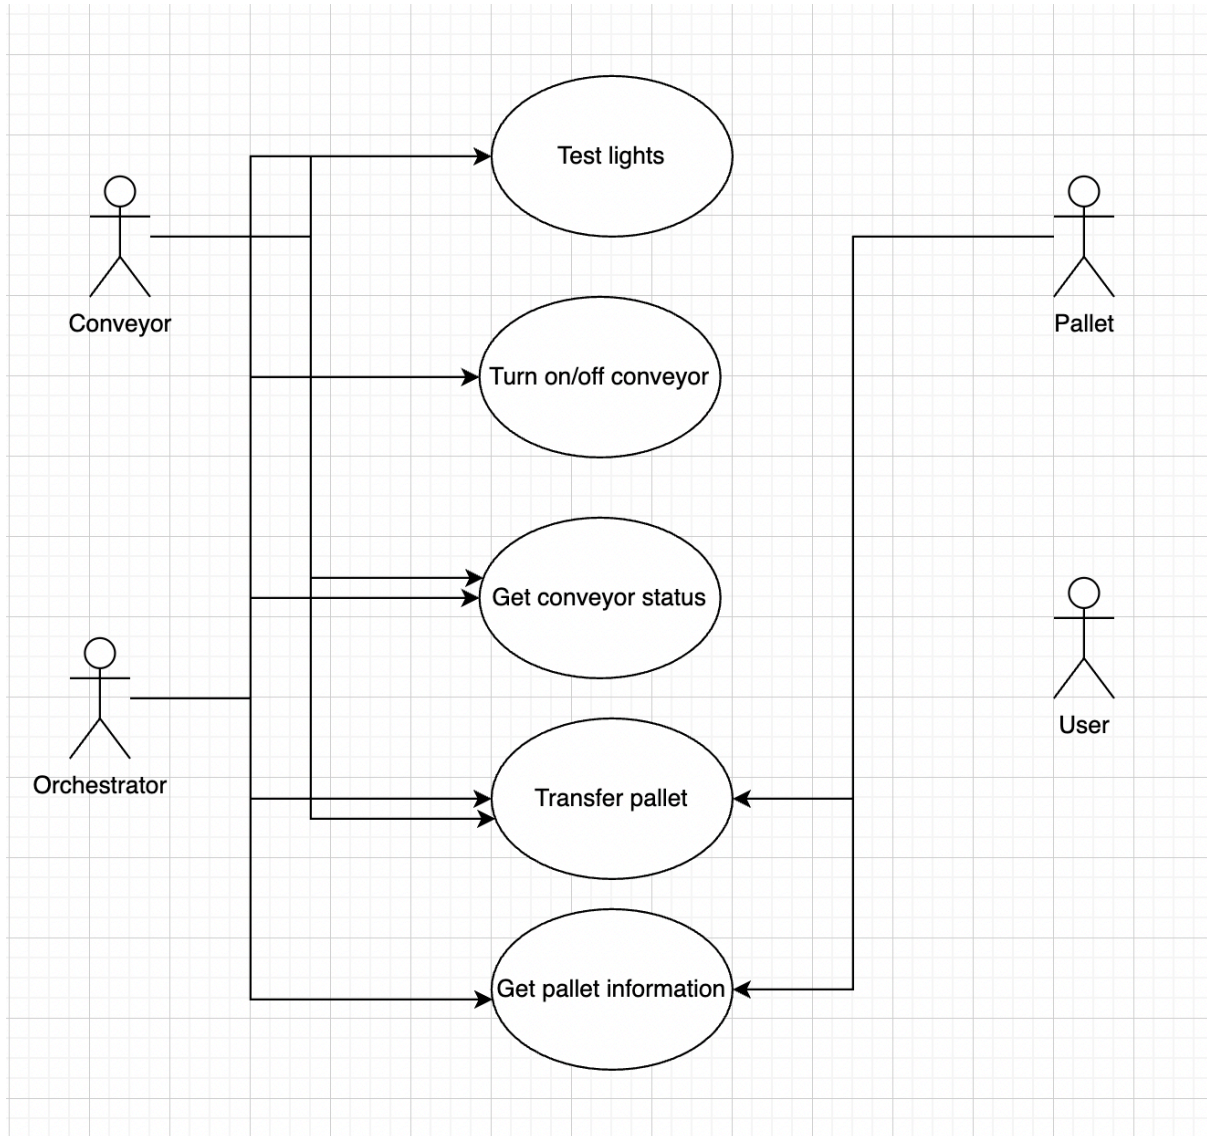 Test lights
Conveyor
Pallet
Turn on/off conveyor
Get conveyor status
User
Orchestrator
Transfer pallet
Get pallet information